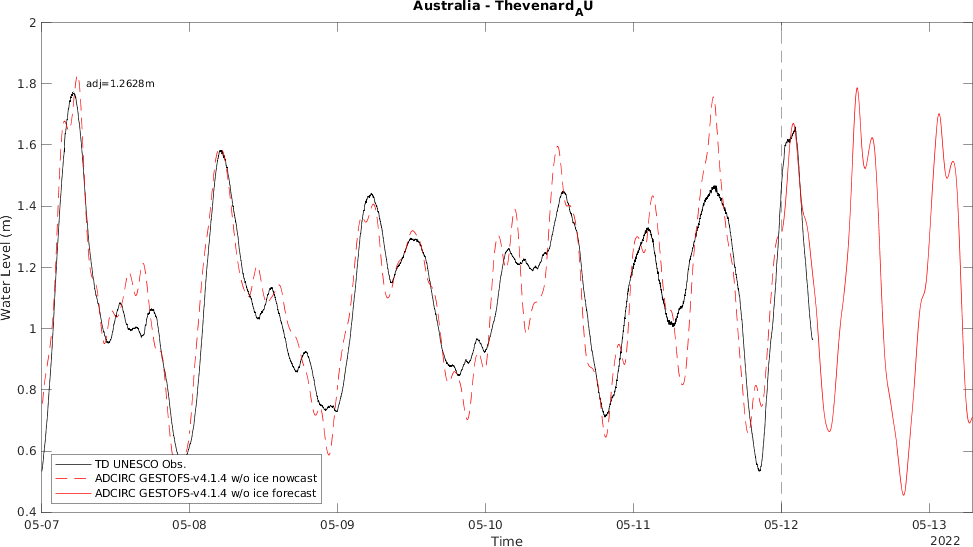 Australia - Thevenard_AU
adj=1.2628m
2
1.8
1.6
1.4
1.2
1
0.8
0.6
0.4
Water Level (m)
TD UNESCO Obs.
ADCIRC GESTOFS-v4.1.4 w/o ice nowcast
ADCIRC GESTOFS-v4.1.4 w/o ice forecast
05-07 05-08 05-09 05-10 05-11 05-12 05-13
Time
2022